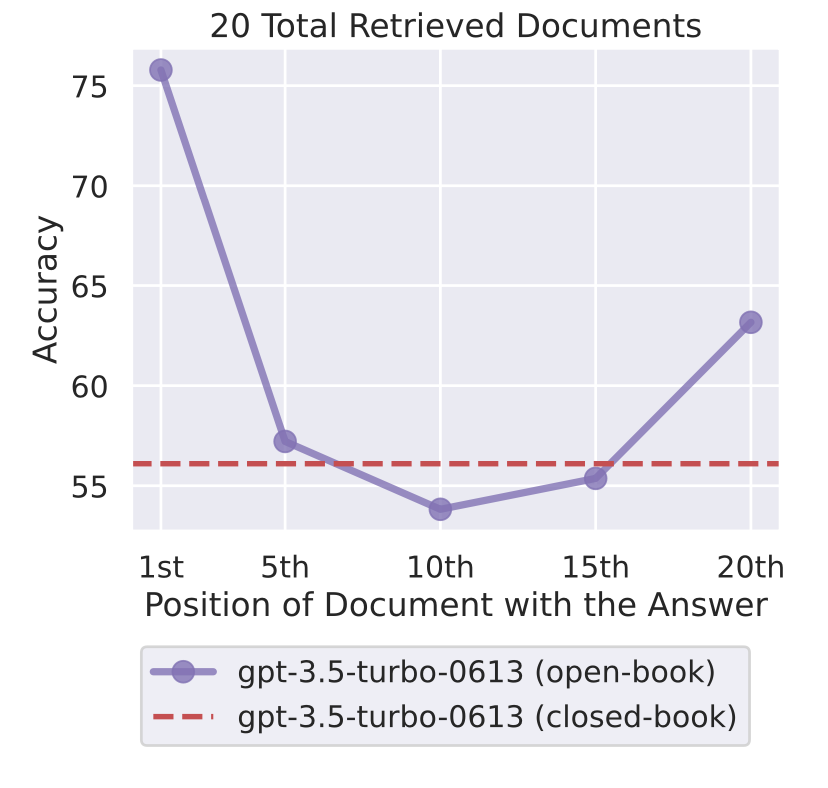 20 Total Retrieved Documents
75
70
65
60
55
Accuracy
1st 5th 10th 15th 20th
Position of Document with the Answer
gpt-3.5-turbo-0613 (open-book)
gpt-3.5-turbo-0613 (closed-book)